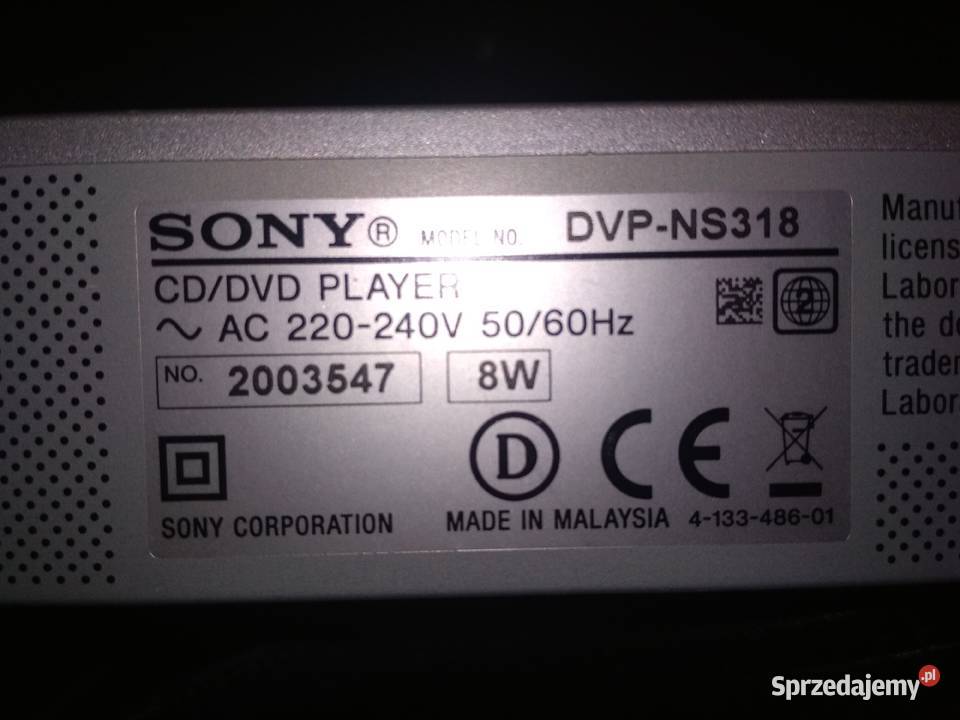 SONY® MODEL NO. DVP-NS318
CD/DVD PLAYER
~ AC 220-240V 50/60Hz
2
NO. 2003547 8W
D CE
SONY CORPORATION MADE IN MALAYSIA 4-133-486-01
Manuf
licens
Labor
the d
trade
Labor
Sprzedajemy.pl